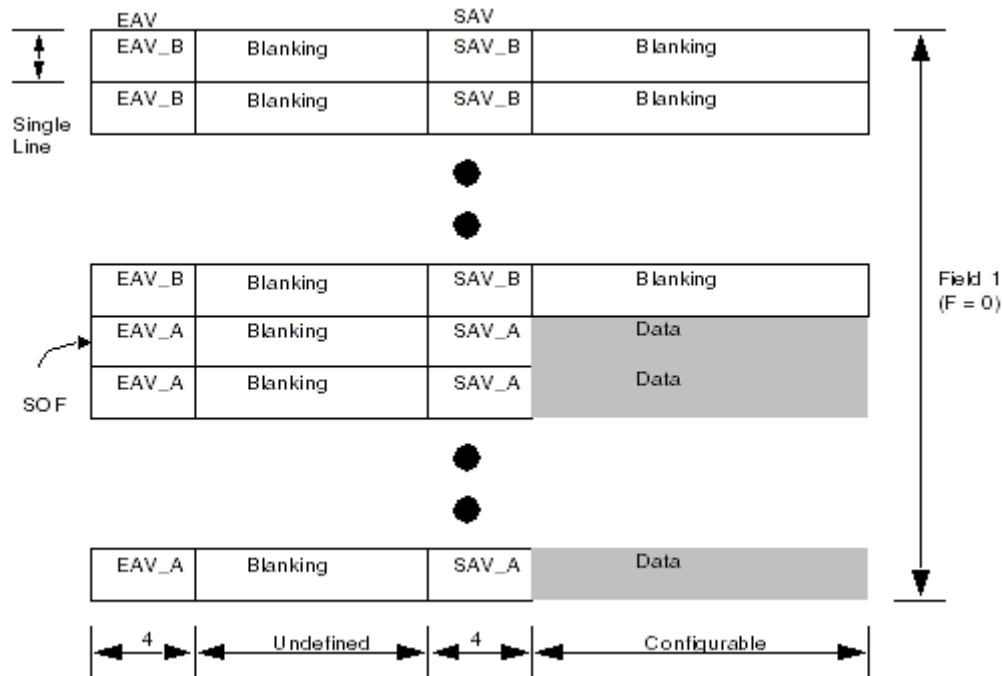 EAV SAV
EAV_B Blanking SAV_B Blanking
EAV_B Blanking SAV_B Blanking
Single
Line
EAV_B Blanking SAV_B Blanking
Field 1
(F = 0)
EAV_A Blanking SAV_A Data
EAV_A Blanking SAV_A Data
SOF
EAV_A Blanking SAV_A Data
4 Undefined 4 Configurable